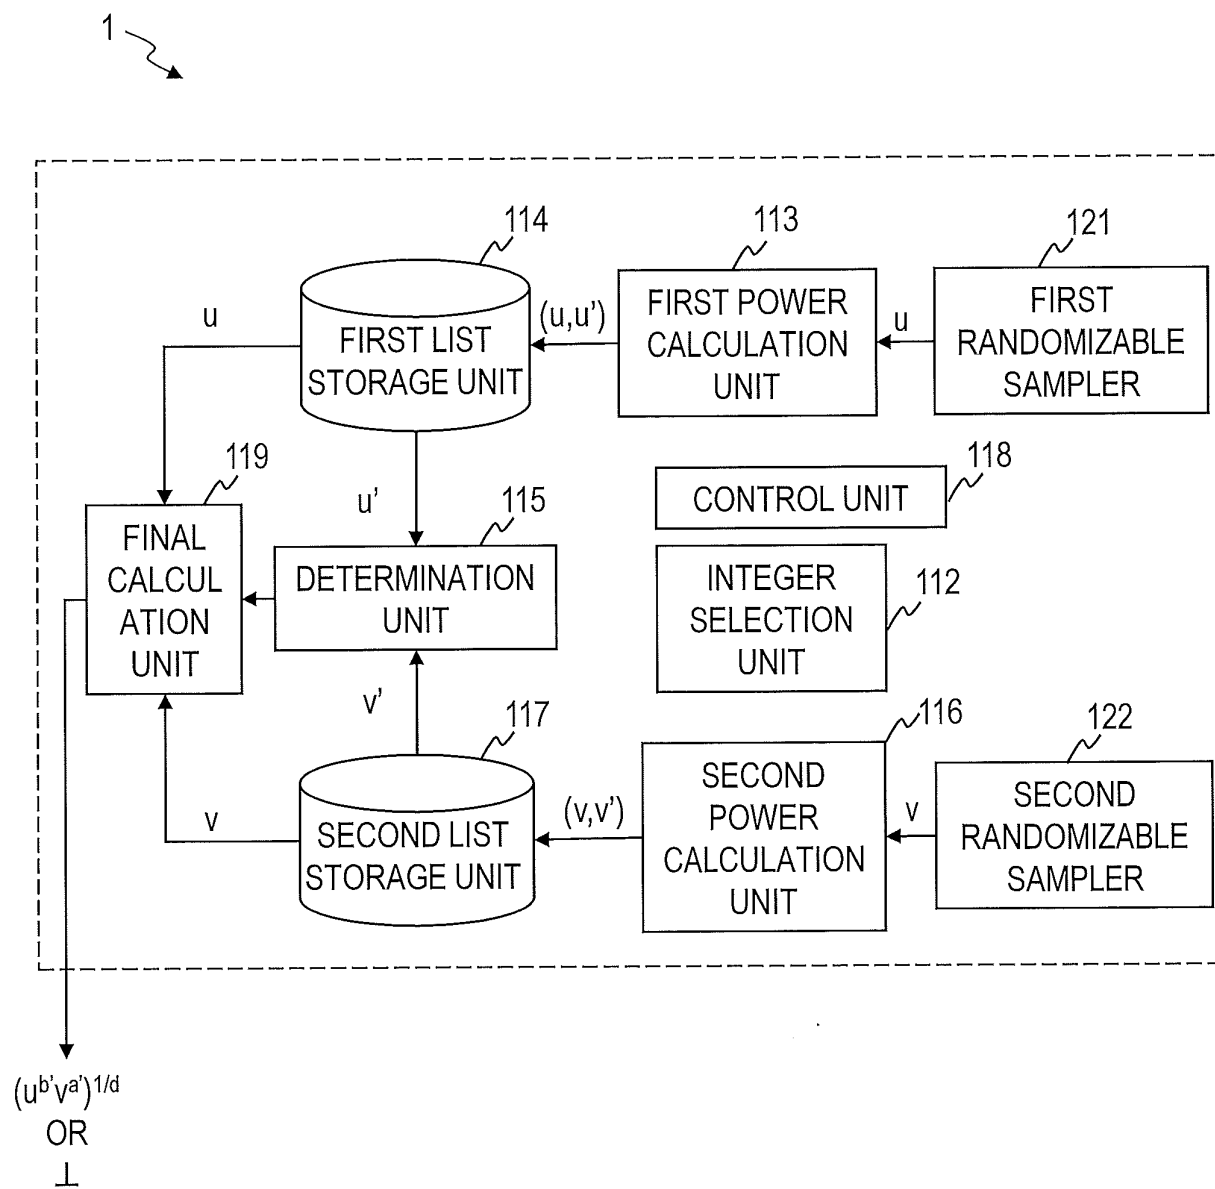 1
114
113
121
FIRST LIST
STORAGE UNIT
(u,u')
FIRST POWER
CALCULATION
UNIT
u
FIRST
RANDOMIZABLE
SAMPLER
u
119
u'
115
118
CONTROL UNIT
FINAL
CALCUL
ATION
UNIT
DETERMINATION
UNIT
INTEGER
SELECTION
UNIT
112
v'
117
116
122
v
SECOND LIST
STORAGE UNIT
(v,v')
SECOND
POWER
CALCULATION
UNIT
v
SECOND
RANDOMIZABLE
SAMPLER
(u^b'v^a')^1/d
OR
⊥